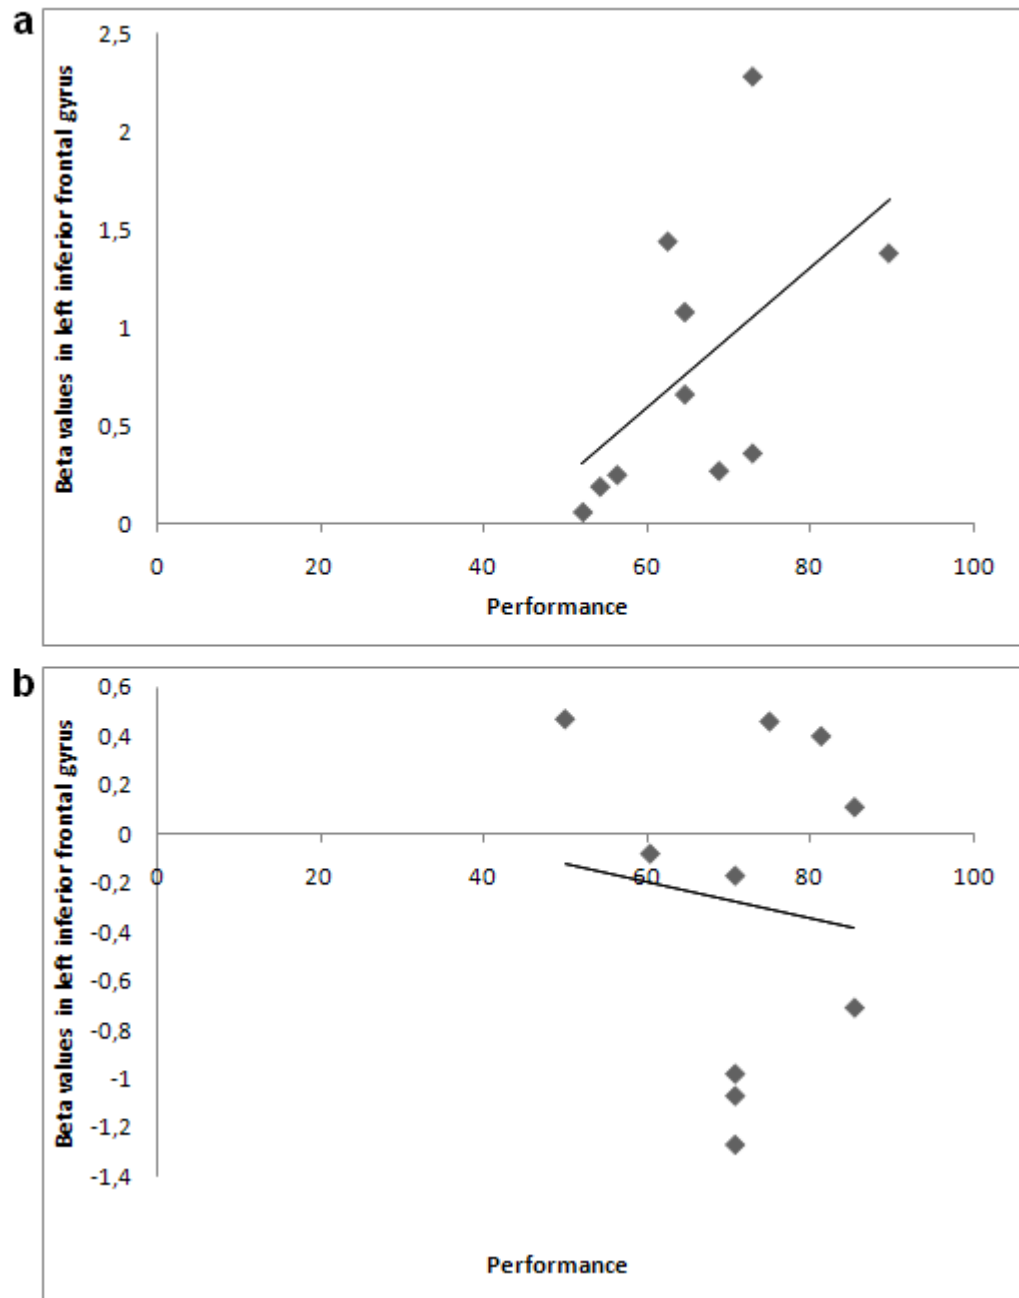 a
Beta values in left inferior frontal gyrus
2,5
2
1,5
1
0,5
0
0 20 40 60 80 100
Performance
b
Beta values in left inferior frontal gyrus
0,6
0,4
0,2
0
0 20 40 60 80 100
-0,2
-0,4
-0,6
-0,8
-1
-1,2
-1,4
Performance